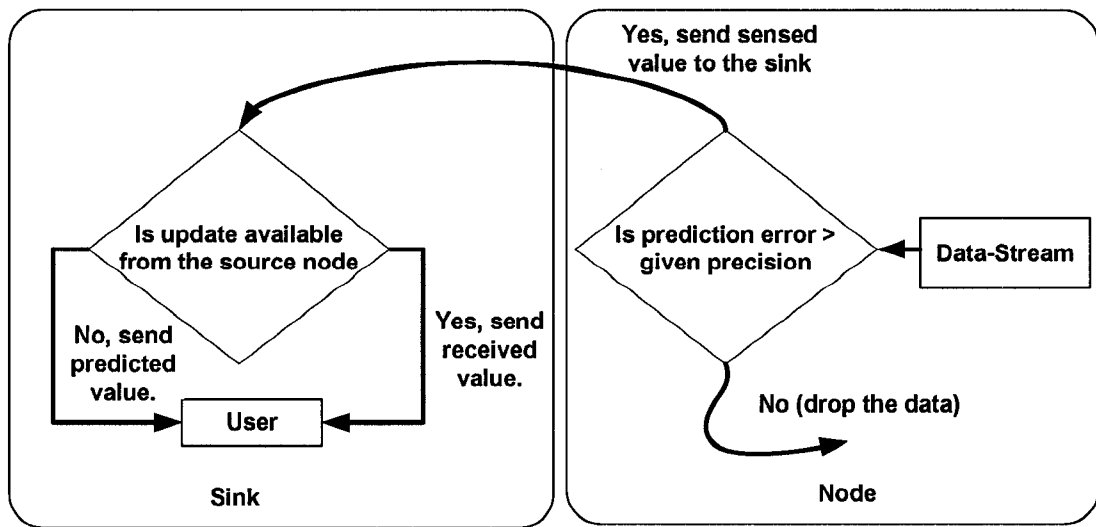 Yes, send sensed
value to the sink
Is update available
from the source node
Is prediction error >
given precision
Data-Stream
No, send
predicted
value.
Yes, send
received
value.
User
No (drop the data)
Sink
Node